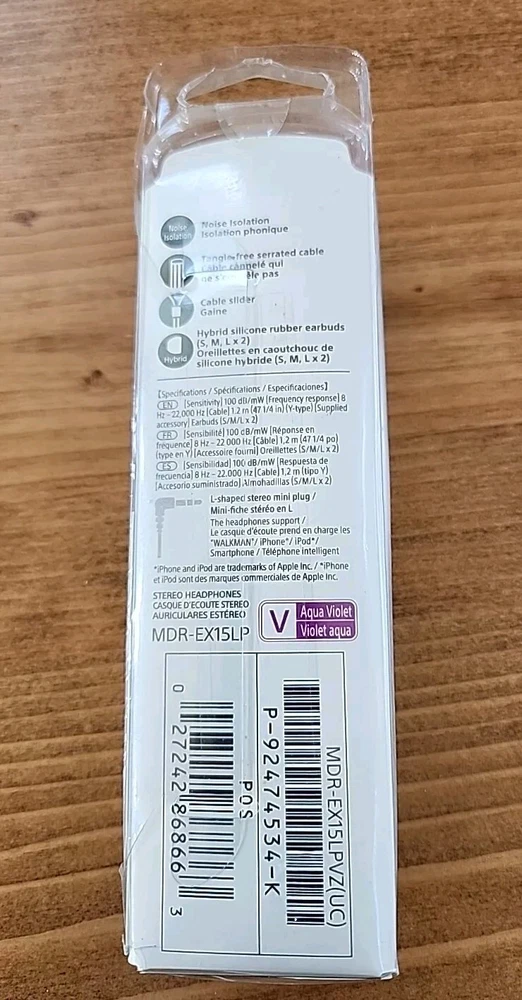 Noise Isolation
Noise Isolation
Isolation phonique
Tangle-free serrated cable
Câble cannelé qui
pas
Cable slider
Gaine
Hybrid
Hybrid silicone rubber earbuds
(S, M, L x 2)
Oreillettes en caoutchouc de
silicone hybride (S, M, L x 2)
[Specifications / Spécifications / Especificaciones]
EN [Sensitivity] 100 dB/mW [Frequency response] 8
Hz – 22,000 Hz [Cable] 1.2 m (47 1/4 in) (Y-type) [Supplied
accessory] Earbuds (S/M/L x 2)
FR [Sensibilité] 100 dB/mW [Réponse en
fréquence] 8 Hz – 22 000 Hz [Câble] 1,2 m (47 1/4 po)
(type en Y) [Accessoire fourni] Oreillettes (S/M/L x 2)
ES [Sensibilidad] 100 dB/mW [Respuesta de
frecuencia] 8 Hz – 22.000 Hz [Cable] 1,2 m (tipo Y)
[Accesorio suministrado] Almohadillas (S/M/L x 2)
L-shaped stereo mini plug /
Mini-fiche stéréo en L
The headphones support /
Le casque d'écoute prend en charge les
"WALKMAN"/ iPhone*/ iPod*/
Smartphone / Téléphone intelligent
*iPhone and iPod are trademarks of Apple Inc. / *iPhone
et iPod sont des marques commerciales de Apple Inc.
STEREO HEADPHONES
CASQUE D'ÉCOUTE STÉRÉO
AURICULARES ESTÉREO
MDR-EX15LP
V Aqua Violet
Violet aqua
MDR-EX15LPVZ(UC)
P-92474534-K
POS
0 27242 86866 3